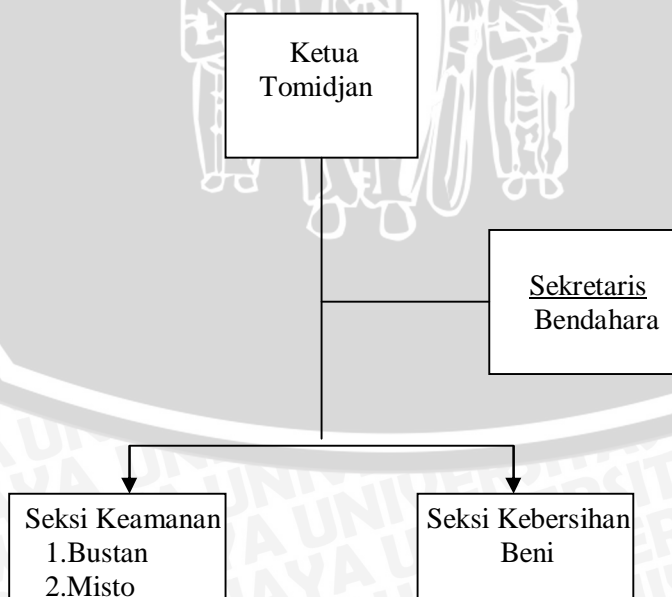 Ketua
Tomidjan
Sekretaris
Bendahara
Seksi Keamanan
1.Bustan
2.Misto
Seksi Kebersihan
Beni